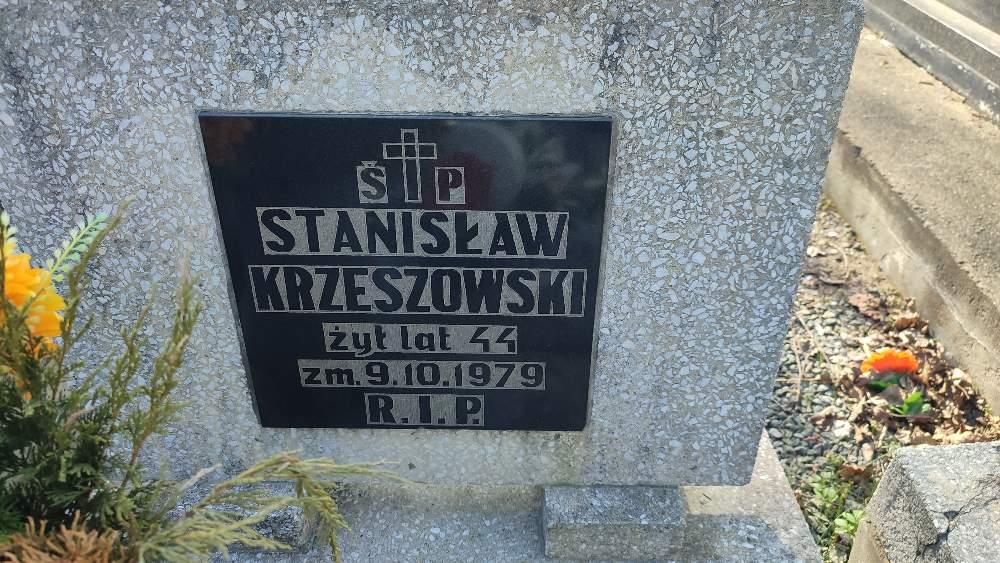 Ś P
STANISŁAW
KRZESZOWSKI
żył lat 44
zm. 9.10.1979
R. I. P.